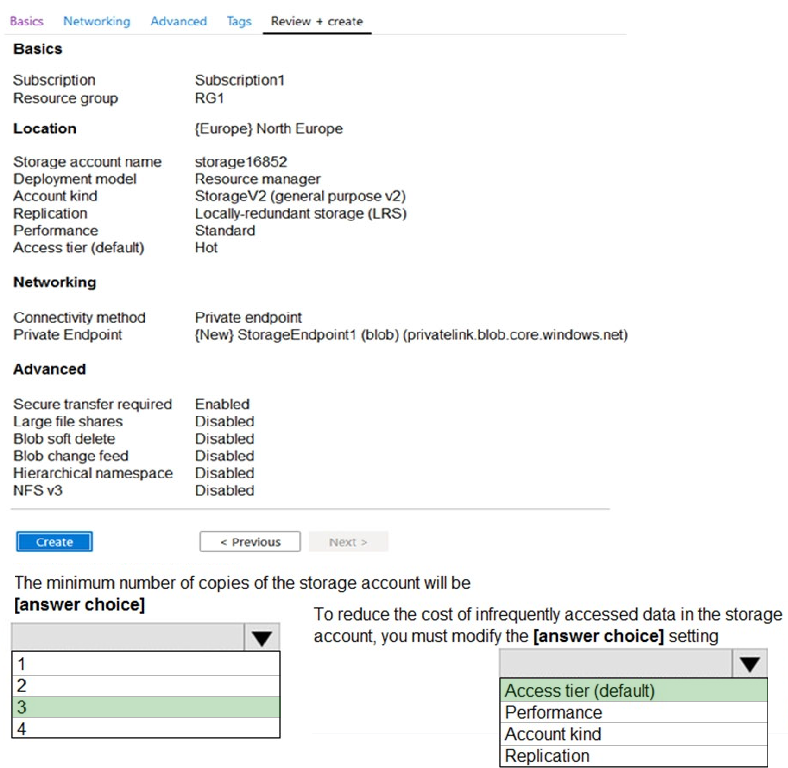 Basics Networking Advanced Tags Review + create
Basics
Subscription Subscription1
Resource group RG1
Location {Europe} North Europe
Storage account name storage16852
Deployment model Resource manager
Account kind StorageV2 (general purpose v2)
Replication Locally-redundant storage (LRS)
Performance Standard
Access tier (default) Hot
Networking
Connectivity method Private endpoint
Private Endpoint {New} StorageEndpoint1 (blob) (privatelink.blob.core.windows.net)
Advanced
Secure transfer required Enabled
Large file shares Disabled
Blob soft delete Disabled
Blob change feed Disabled
Hierarchical namespace Disabled
NFS v3 Disabled
Create < Previous Next >
The minimum number of copies of the storage account will be
[answer choice]
1
2
3
4
To reduce the cost of infrequently accessed data in the storage
account, you must modify the [answer choice] setting
Access tier (default)
Performance
Account kind
Replication